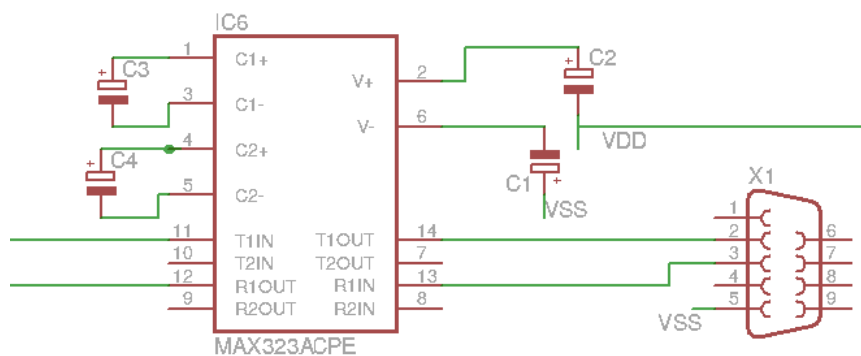 IC6
1
C1+
C3
+
3
C1-
4
C2+
C4
+
5
C2-
V+
2
C2
+
V-
6
VDD
C1
+
VSS
11
T1IN
T1OUT
14
10
T2IN
T2OUT
7
12
R1OUT
R1IN
13
9
R2OUT
R2IN
8
MAX323ACPE
X1
1
2
6
3
7
4
8
5
9
VSS